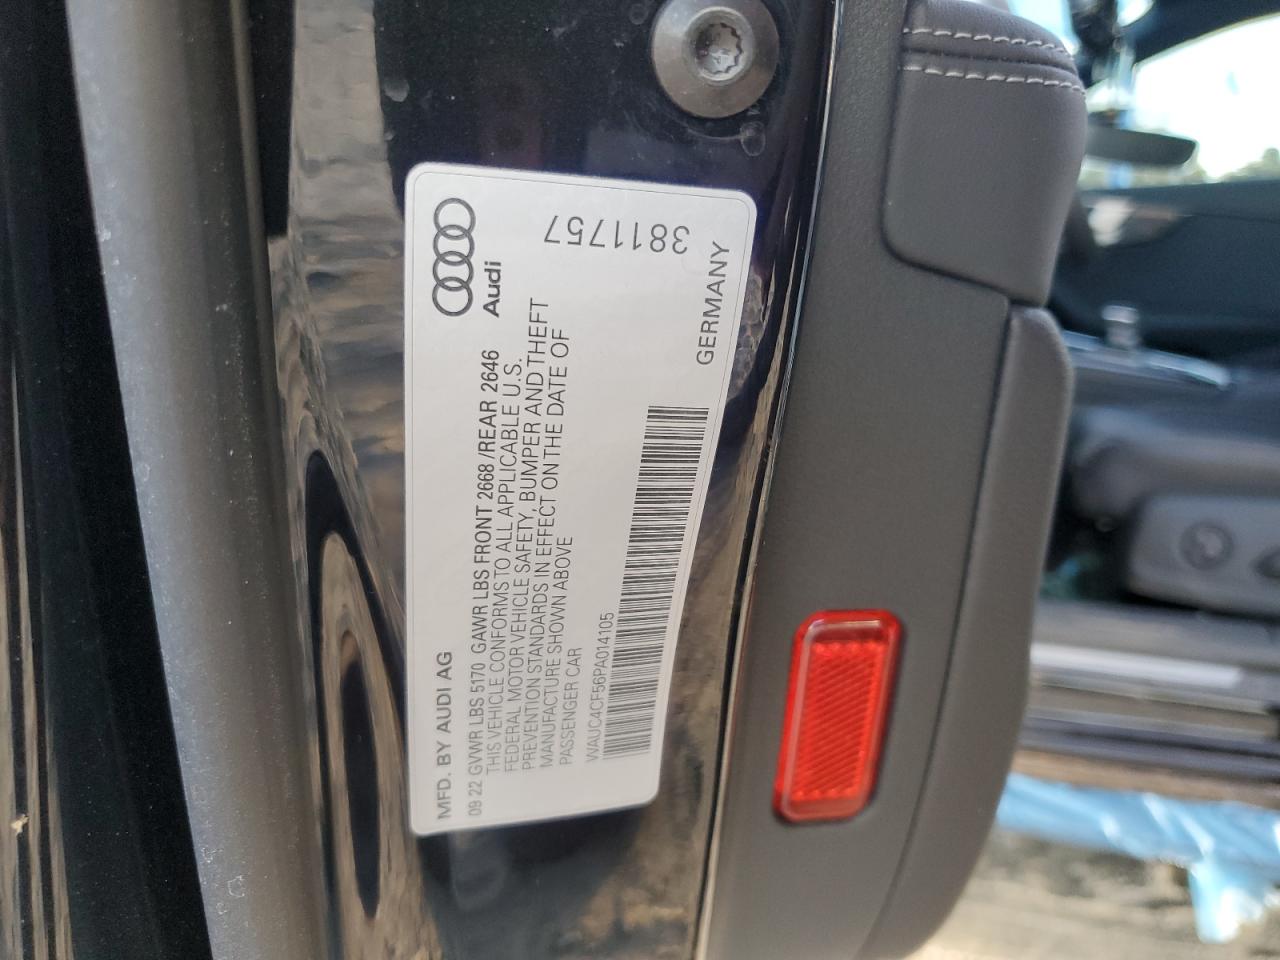 MFD. BY AUDI AG
Audi
09 22 GVWR LBS 5170 GAWR LBS FRONT 2668 /REAR 2646
THIS VEHICLE CONFORMS TO ALL APPLICABLE U.S.
FEDERAL MOTOR VEHICLE SAFETY, BUMPER AND THEFT
PREVENTION STANDARDS IN EFFECT ON THE DATE OF
MANUFACTURE SHOWN ABOVE
PASSENGER CAR
WAUC4CF56PA014105
GERMANY
3811757